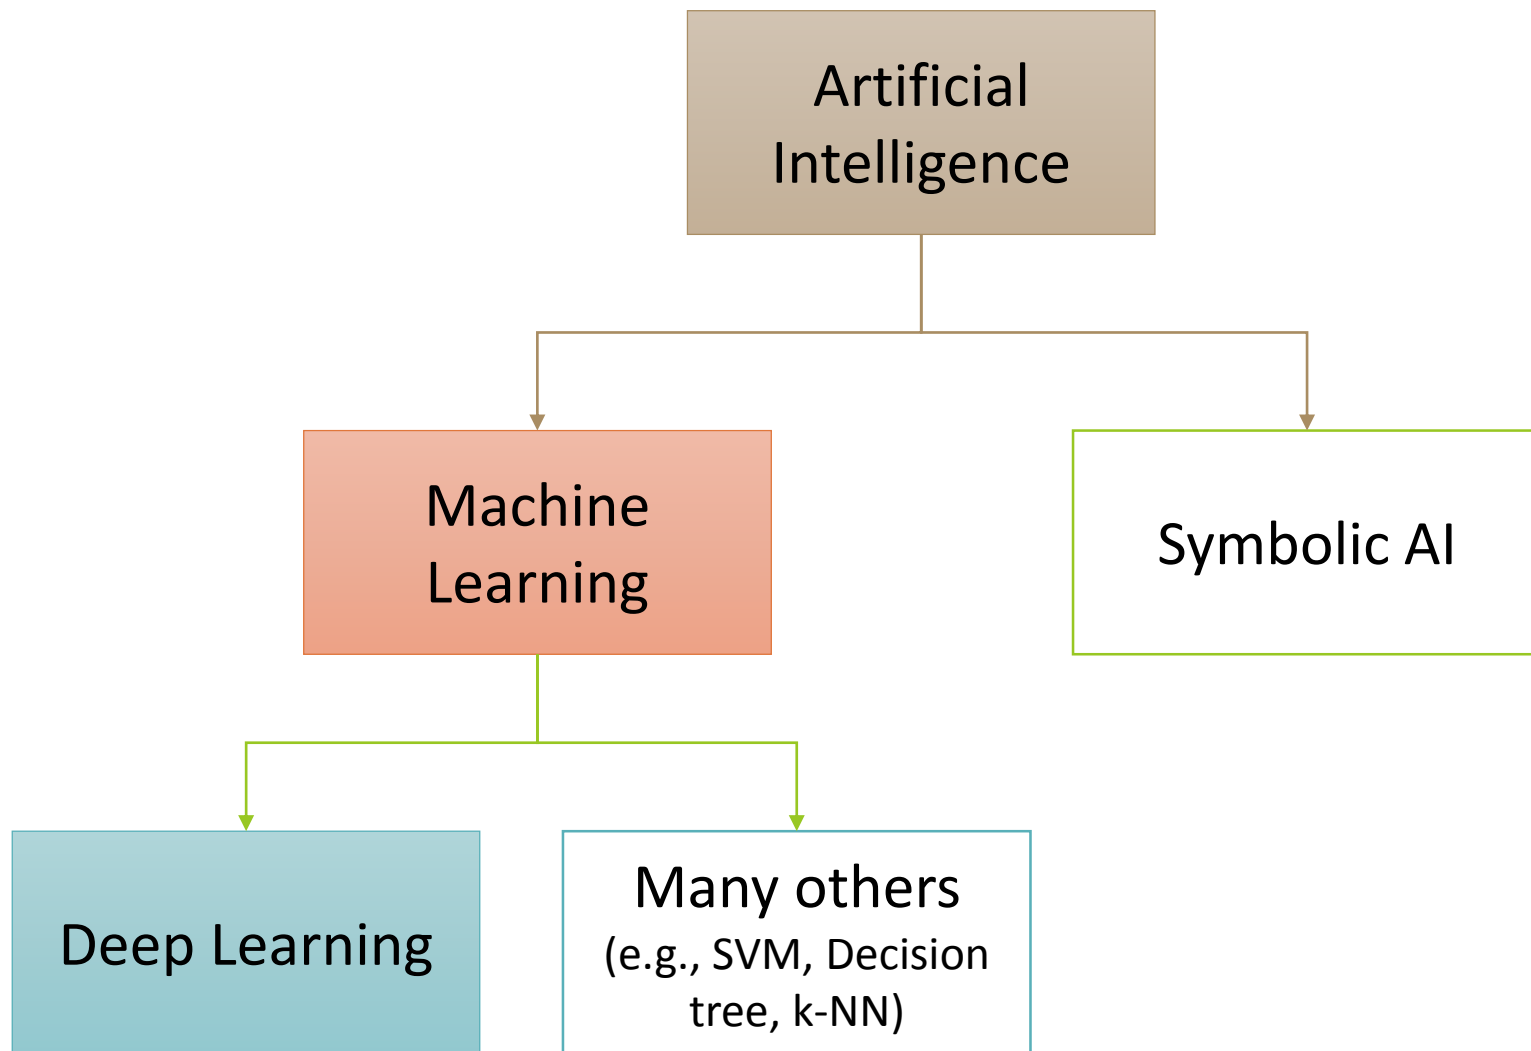 Artificial
Intelligence
Machine
Learning
Symbolic AI
Deep Learning
Many others
(e.g., SVM, Decision
tree, k-NN)